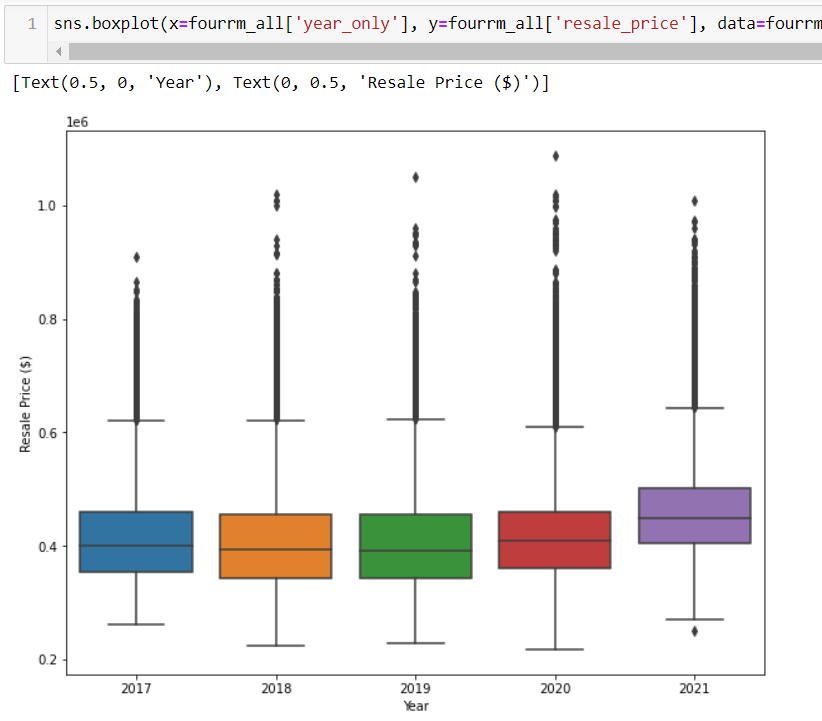 1 sns.boxplot(x=fourrm_all['year_only'], y=fourrm_all['resale_price'], data=fourrm
[Text(0.5, 0, 'Year'), Text(0, 0.5, 'Resale Price ($)')]
1e6
1.0
0.8
0.6
0.4
0.2
Resale Price ($)
2017 2018 2019 2020 2021
Year